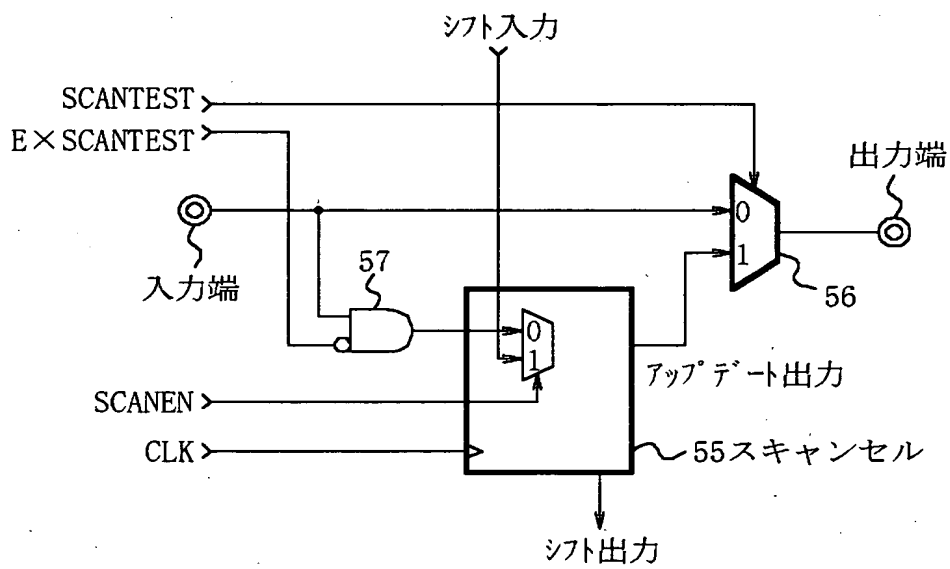 シフト入力
SCANTEST
E×SCANTEST
出力端
0
1
入力端
57
56
0
1
アップデート出力
SCANEN
CLK
55スキャンセル
シフト出力